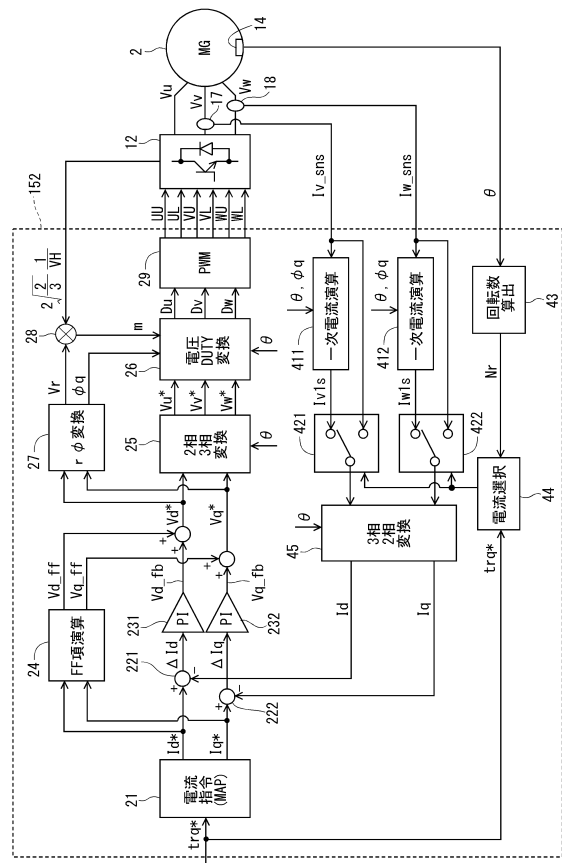 152
trq*
21
電流
指令
(MAP)
Id*
Iq*
24
FF項演算
Vd_ff
Vq_ff
221
222
+
−
+
−
ΔId
ΔIq
231
PI
PI
232
Vd_fb
Vq_fb
+
+
+
+
Vd*
Vq*
27
rφ変換
Vr
φq
28
2
√2/3
1/VH
m
25
2相
3相
変換
θ
Vu*
Vv*
Vw*
26
電圧
DUTY
変換
θ
Du
Dv
Dw
29
PWM
UU
UL
VU
VL
WU
WL
12
Vu
Vv
Vw
17
18
2
MG
14
Iv_sns
Iw_sns
θ
θ, φq
411
一次電流演算
Iv1s
θ, φq
412
一次電流演算
Iw1s
421
422
θ
45
3相
2相
変換
Id
Iq
回転数
算出
43
Nr
電流選択
44
trq*